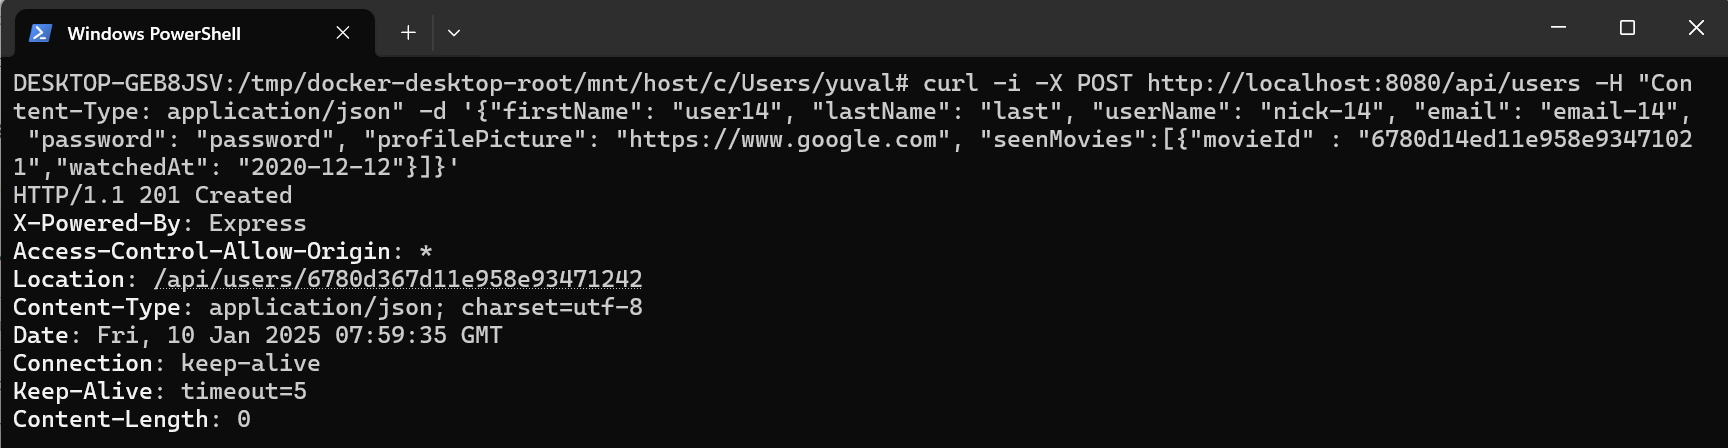 Windows PowerShell
DESKTOP-GEB8JSV:/tmp/docker-desktop-root/mnt/host/c/Users/yuval# curl -i -X POST http://localhost:8080/api/users -H "Con
tent-Type: application/json" -d '{"firstName": "user14", "lastName": "last", "userName": "nick-14", "email": "email-14",
 "password": "password", "profilePicture": "https://www.google.com", "seenMovies":[{"movieId" : "6780d14ed11e958e9347102
1","watchedAt": "2020-12-12"}]}'
HTTP/1.1 201 Created
X-Powered-By: Express
Access-Control-Allow-Origin: *
Location: /api/users/6780d367d11e958e93471242
Content-Type: application/json; charset=utf-8
Date: Fri, 10 Jan 2025 07:59:35 GMT
Connection: keep-alive
Keep-Alive: timeout=5
Content-Length: 0